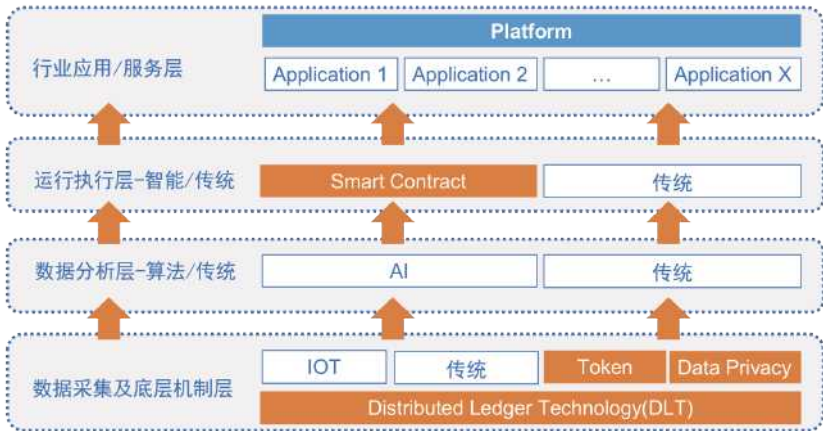 Platform
行业应用/服务层
Application 1
Application 2
...
Application X
运行执行层-智能/传统
Smart Contract
传统
数据分析层-算法/传统
AI
传统
数据采集及底层机制层
IOT
传统
Token
Data Privacy
Distributed Ledger Technology(DLT)